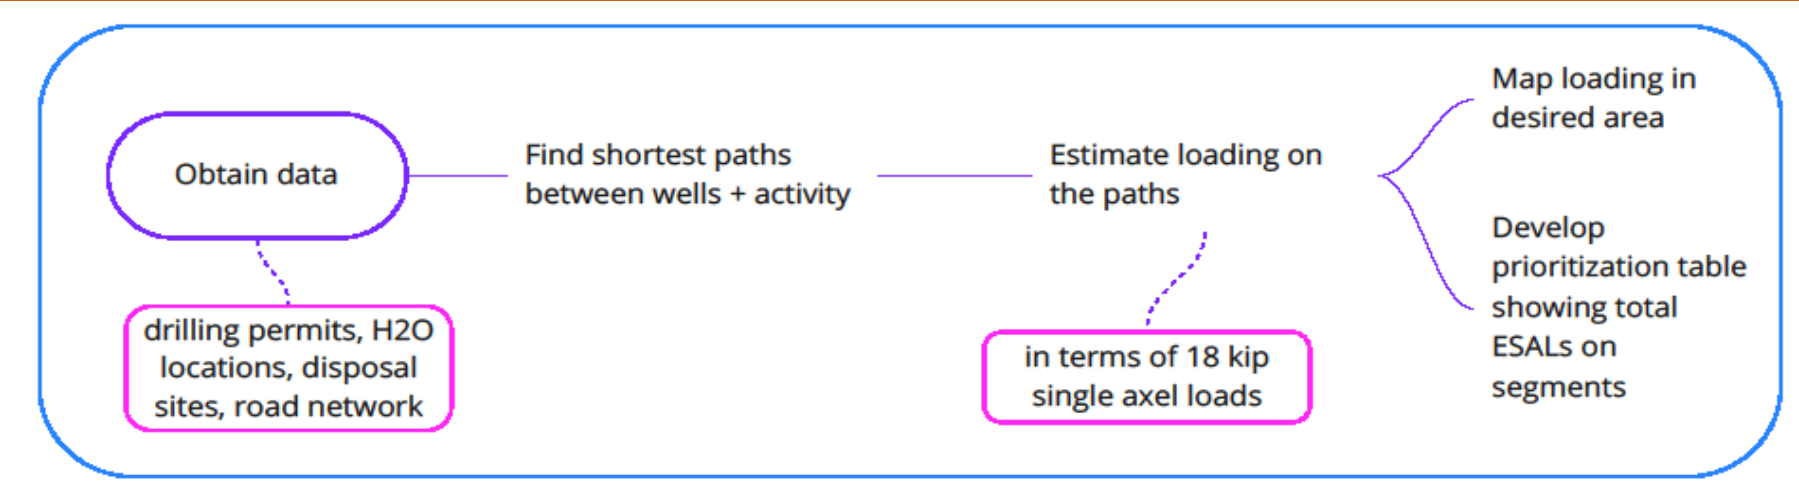 Obtain data
drilling permits, H2O
locations, disposal
sites, road network
Find shortest paths
between wells + activity
Estimate loading on
the paths
in terms of 18 kip
single axel loads
Map loading in
desired area
Develop
prioritization table
showing total
ESALs on
segments